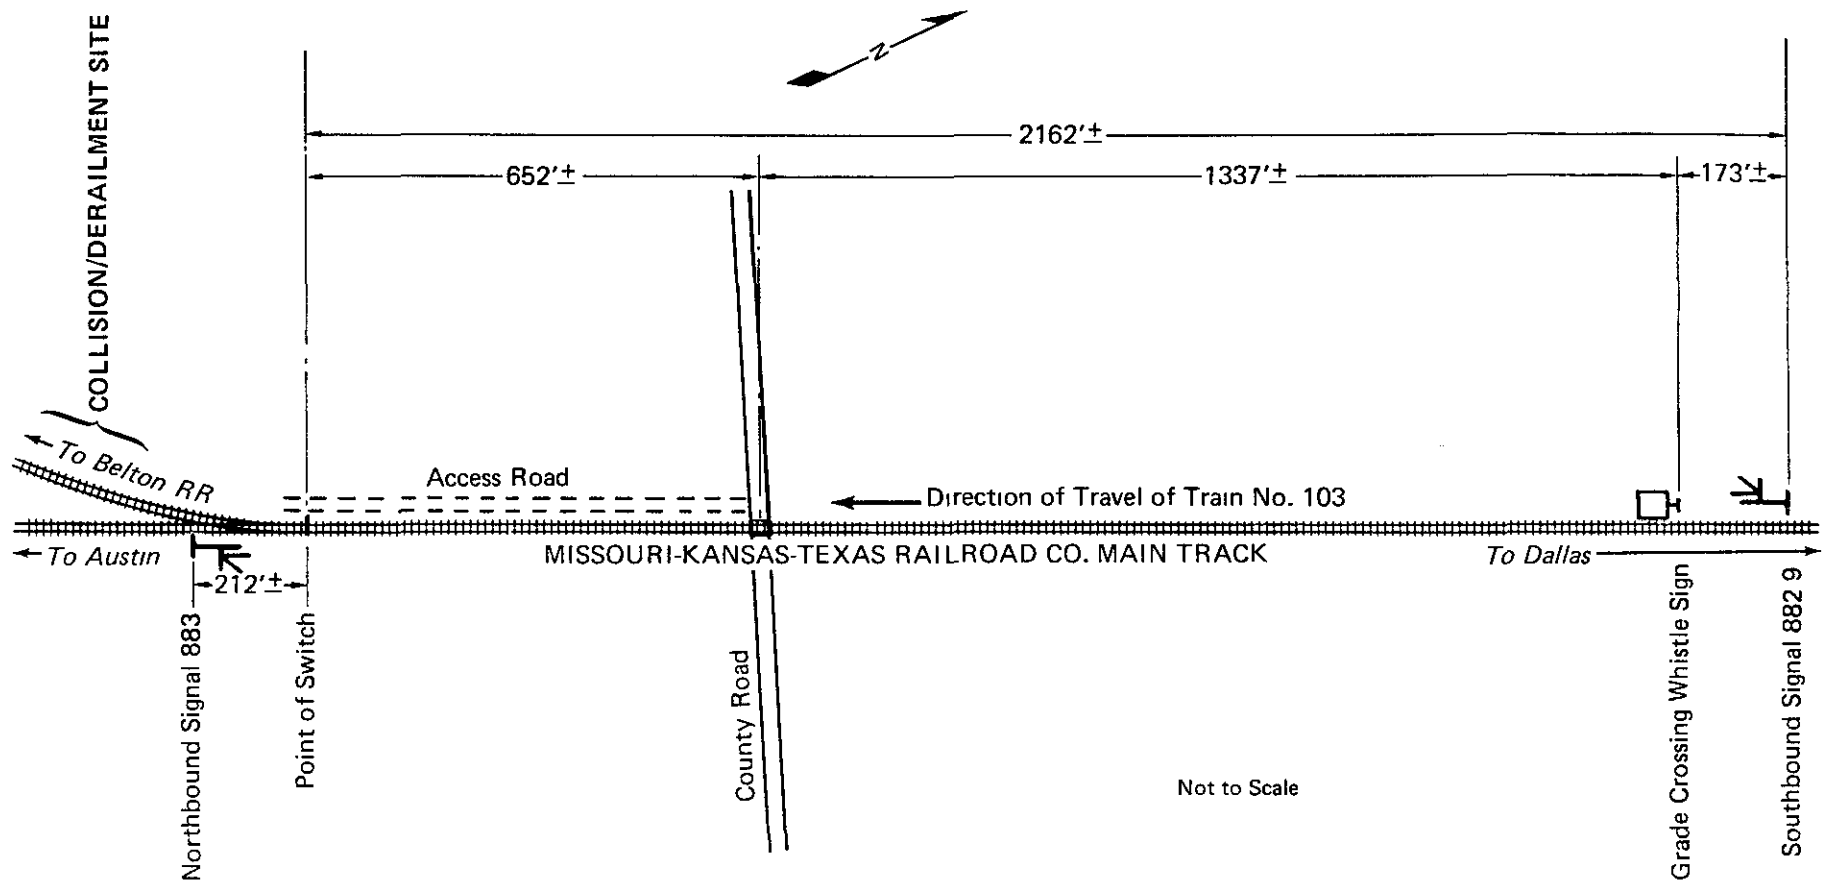 COLLISION/DERAILMENT SITE
N
2162'±
652'±
1337'±
173'±
To Belton RR
Access Road
Direction of Travel of Train No. 103
To Austin
MISSOURI-KANSAS-TEXAS RAILROAD CO. MAIN TRACK
To Dallas
212'±
Northbound Signal 883
Point of Switch
County Road
Not to Scale
Grade Crossing Whistle Sign
Southbound Signal 882 9